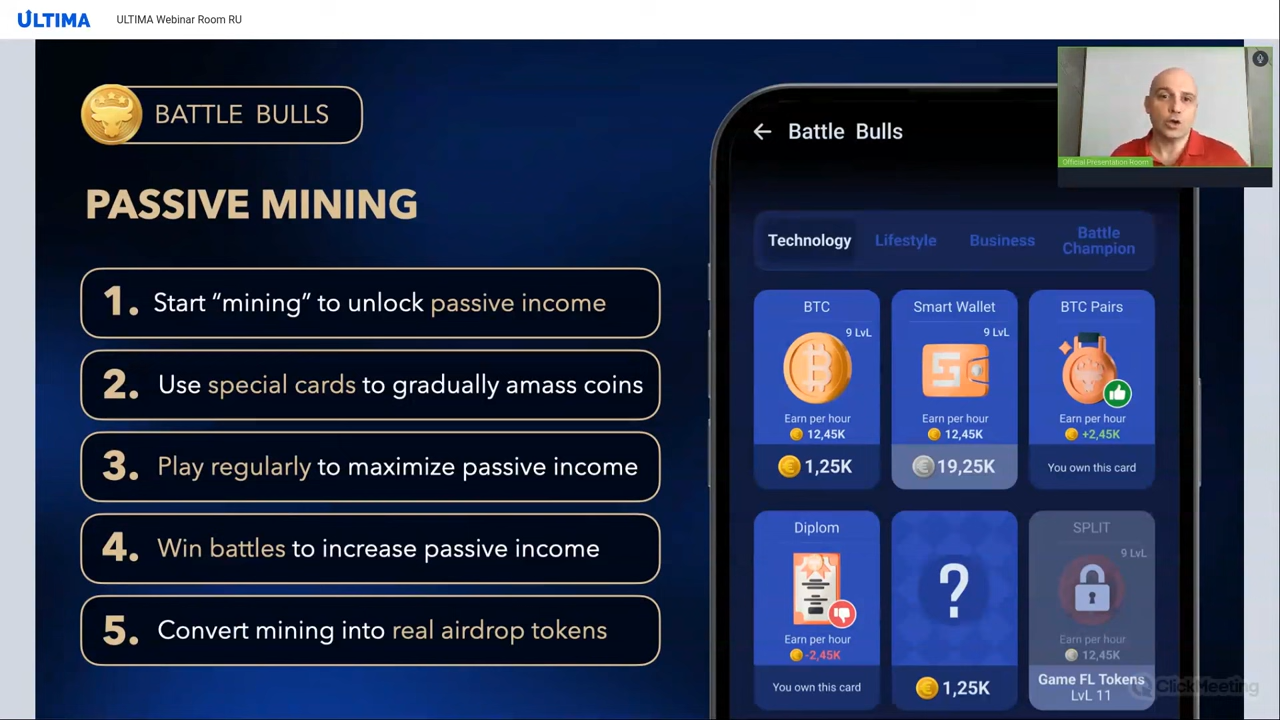 ULTIMA
ULTIMA Webinar Room RU
BATTLE BULLS
PASSIVE MINING
1. Start “mining” to unlock passive income
2. Use special cards to gradually amass coins
3. Play regularly to maximize passive income
4. Win battles to increase passive income
5. Convert mining into real airdrop tokens
Official Presentation Room
← Battle Bulls
Technology Lifestyle Business Battle Champion
BTC
9 LvL
Earn per hour
12,45K
1,25K
Smart Wallet
9 LvL
Earn per hour
12,45K
19,25K
BTC Pairs
Earn per hour
+2,45K
You own this card
Diplom
Earn per hour
-2,45K
You own this card
?
1,25K
SPLIT
9 LvL
Earn per hour
12,45K
Game FL Tokens
LvL 11
ClickMeeting